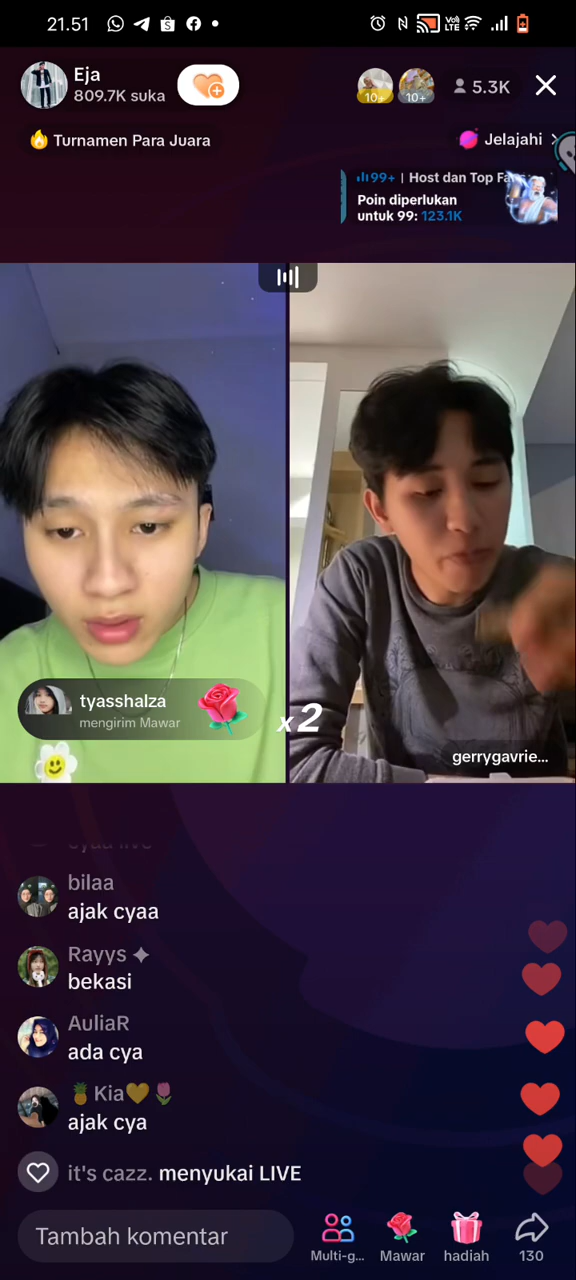 21.51
Vo))
LTE
Eja
809.7K suka
10+
10+
5.3K
Turnamen Para Juara
Jelajahi
99+ | Host dan Top Fa
Poin diperlukan
untuk 99: 123.1K
tyasshalza
mengirim Mawar
x2
gerrygavrie...
bilaa
ajak cyaa
Rayys
bekasi
AuliaR
ada cya
Kia
ajak cya
it's cazz. menyukai LIVE
Tambah komentar
Multi-g...
Mawar
hadiah
130